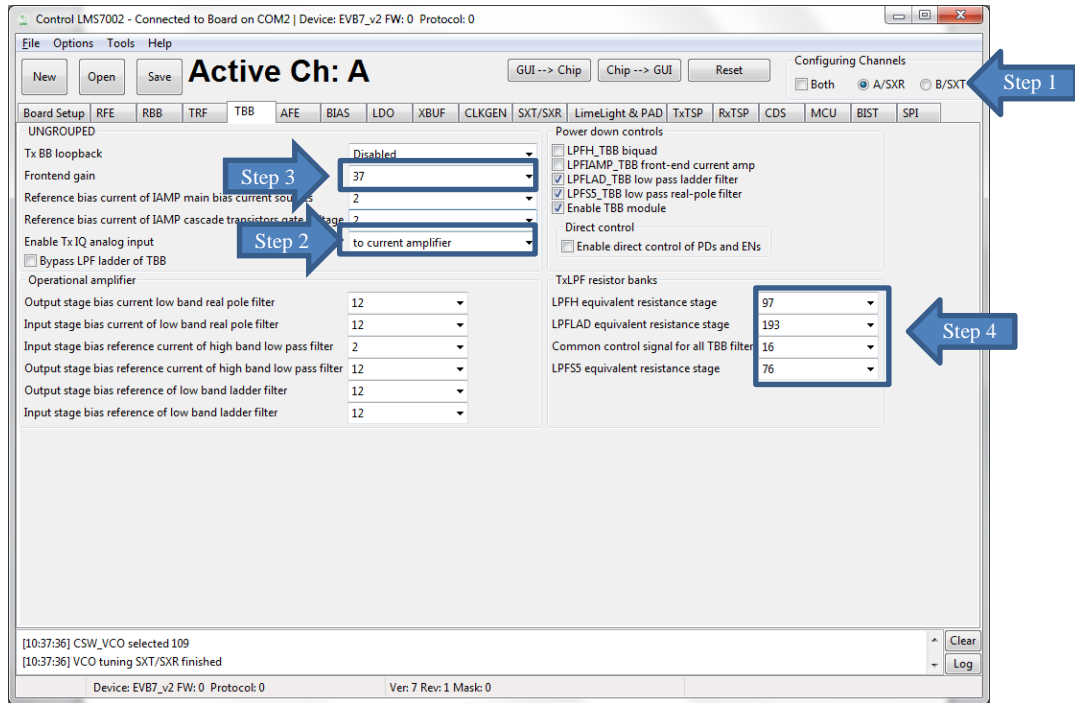 Control LMS7002 - Connected to Board on COM2 | Device: EVB7_v2 FW: 0 Protocol: 0
File Options Tools Help
New Open Save Active Ch: A GUI --> Chip Chip --> GUI Reset
Configuring Channels
Both A/SXR B/SXT
Step 1
Board Setup RFE RBB TRF TBB AFE BIAS LDO XBUF CLKGEN SXT/SXR LimeLight & PAD TxTSP RxTSP CDS MCU BIST SPI
UNGROUPED
Tx BB loopback Disabled
Frontend gain 37
Step 3
Reference bias current of IAMP main bias current sources 2
Reference bias current of IAMP cascade transistors gate voltage 2
Enable Tx IQ analog input to current amplifier
Step 2
Bypass LPF ladder of TBB
Power down controls
LPFH_TBB biquad
LPFIAMP_TBB front-end current amp
LPFLAD_TBB low pass ladder filter
LPFS5_TBB low pass real-pole filter
Enable TBB module
Direct control
Enable direct control of PDs and ENs
Operational amplifier
Output stage bias current low band real pole filter 12
Input stage bias current of low band real pole filter 12
Input stage bias reference current of high band low pass filter 2
Output stage bias reference current of high band low pass filter 12
Output stage bias reference of low band ladder filter 12
Input stage bias reference of low band ladder filter 12
TxLPF resistor banks
LPFH equivalent resistance stage 97
LPFLAD equivalent resistance stage 193
Common control signal for all TBB filter 16
LPFS5 equivalent resistance stage 76
Step 4
[10:37:36] CSW_VCO selected 109
[10:37:36] VCO tuning SXT/SXR finished
Clear
Log
Device: EVB7_v2 FW: 0 Protocol: 0 Ver: 7 Rev: 1 Mask: 0